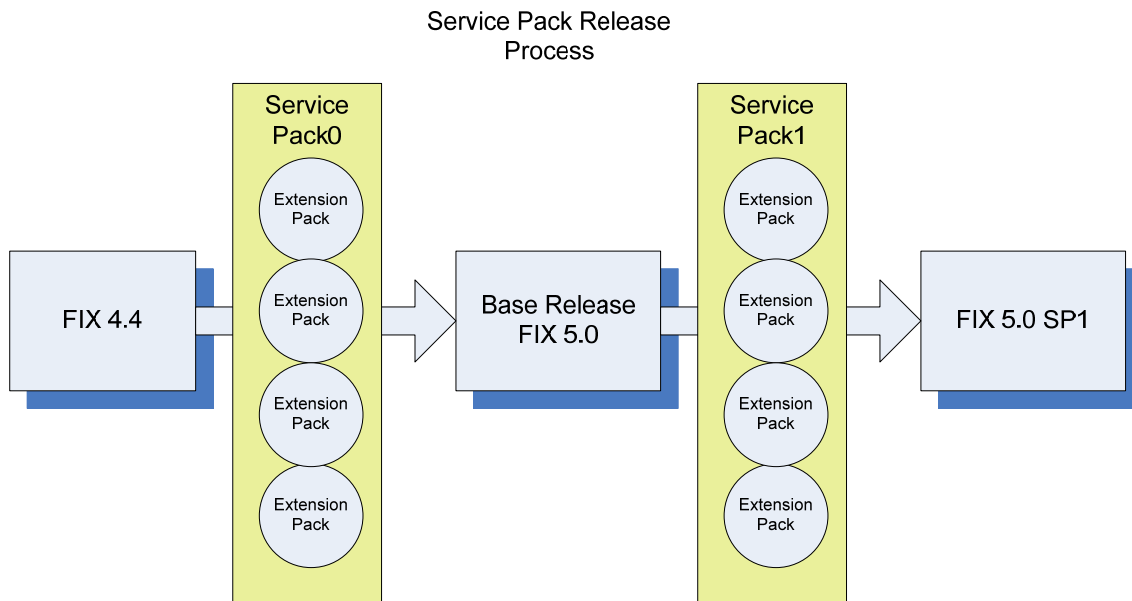 Service Pack Release
Process
Service
Pack0
Extension
Pack
Extension
Pack
Extension
Pack
Extension
Pack
Service
Pack1
Extension
Pack
Extension
Pack
Extension
Pack
Extension
Pack
FIX 4.4
Base Release
FIX 5.0
FIX 5.0 SP1